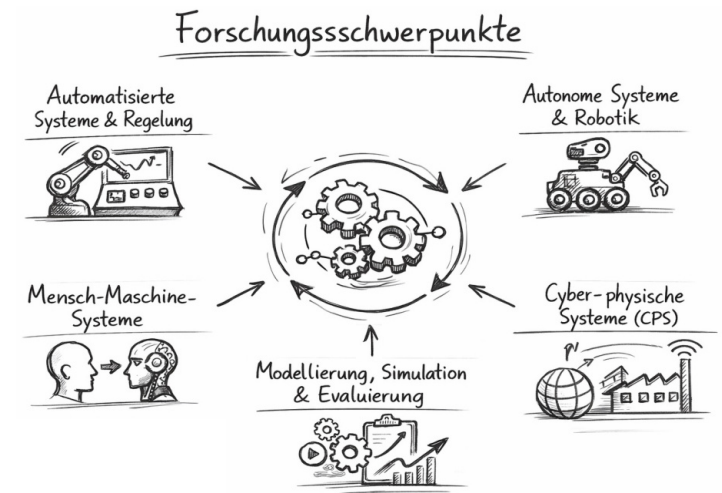 Forschungssschwerpunkte
Automatisierte
Systeme & Regelung
Autonome Systeme
& Robotik
Mensch-Maschine-
Systeme
Cyber-physische
Systeme (CPS)
Modellierung, Simulation
& Evaluierung